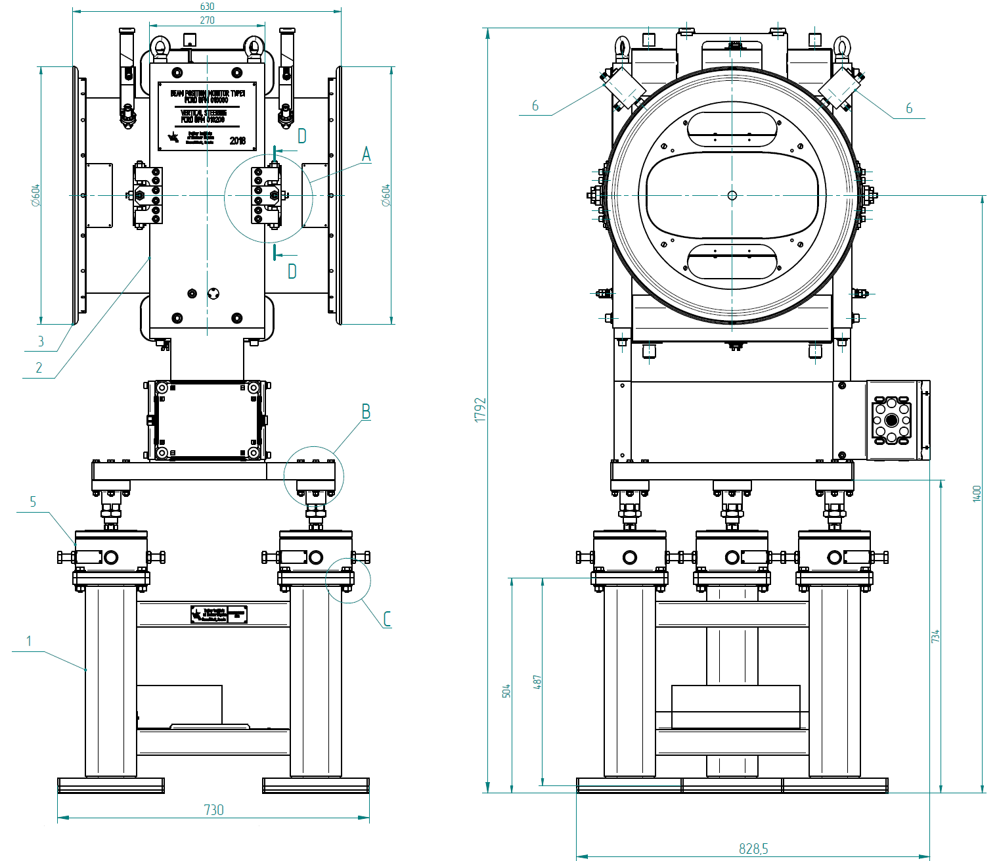 630
270
BEAM POSITION MONITOR TYPE1
VERTICAL STEERING
2018
D
A
Ø604
Ø604
D
3
2
B
5
C
1
730
6
6
1792
1400
734
504
487
828,5